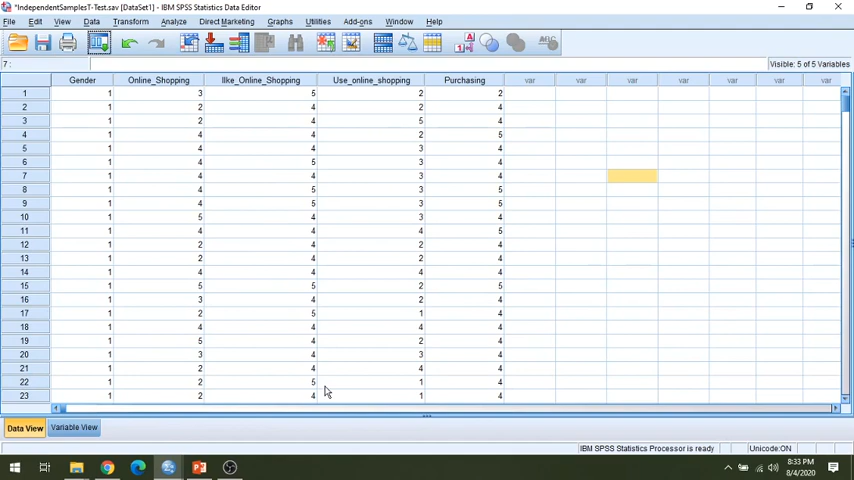 *IndependentSamplesT-Test.sav [DataSet1] - IBM SPSS Statistics Data Editor
File Edit View Data Transform Analyze Direct Marketing Graphs Utilities Add-ons Window Help
7 :
Visible: 5 of 5 Variables
Gender Online_Shopping Ilke_Online_Shopping Use_online_shopping Purchasing var var var var var var var
1 1 3 5 2 2
2 1 2 4 2 4
3 1 2 4 5 4
4 1 4 4 2 5
5 1 4 4 3 4
6 1 4 5 3 4
7 1 4 4 3 4
8 1 4 5 3 5
9 1 4 5 3 5
10 1 5 4 3 4
11 1 4 4 4 5
12 1 2 4 2 4
13 1 2 4 2 4
14 1 4 4 4 4
15 1 5 5 2 5
16 1 3 4 2 4
17 1 2 5 1 4
18 1 4 4 4 4
19 1 5 4 2 4
20 1 3 4 3 4
21 1 2 4 4 4
22 1 2 5 1 4
23 1 2 4 1 4
Data View Variable View
IBM SPSS Statistics Processor is ready Unicode:ON
8:33 PM
8/4/2020